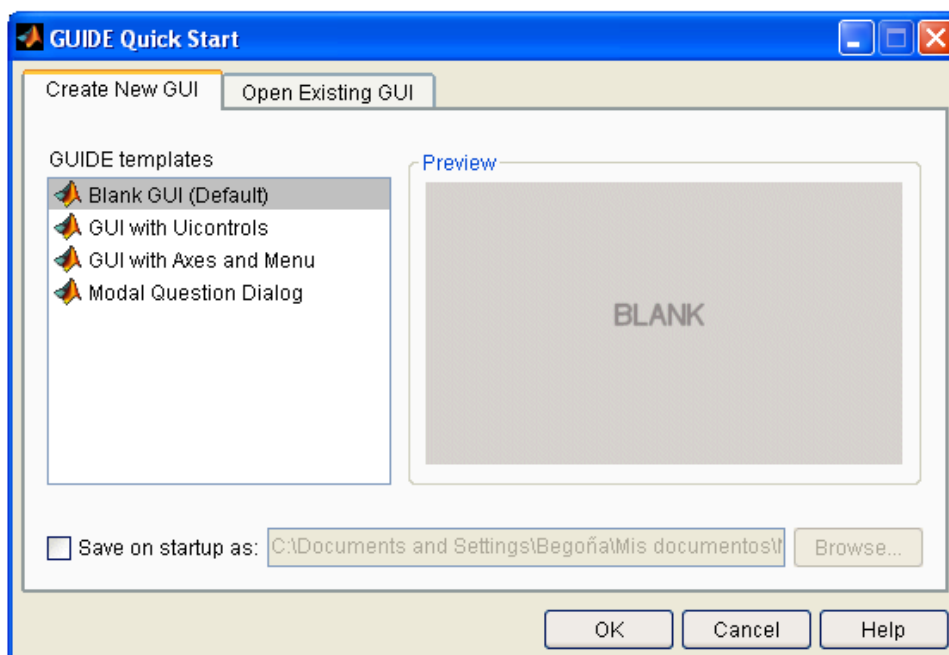 GUIDE Quick Start
Create New GUI
Open Existing GUI
GUIDE templates
Blank GUI (Default)
GUI with Uicontrols
GUI with Axes and Menu
Modal Question Dialog
Preview
BLANK
Save on startup as:
C:\Documents and Settings\Begoña\Mis documentos\
Browse...
OK
Cancel
Help